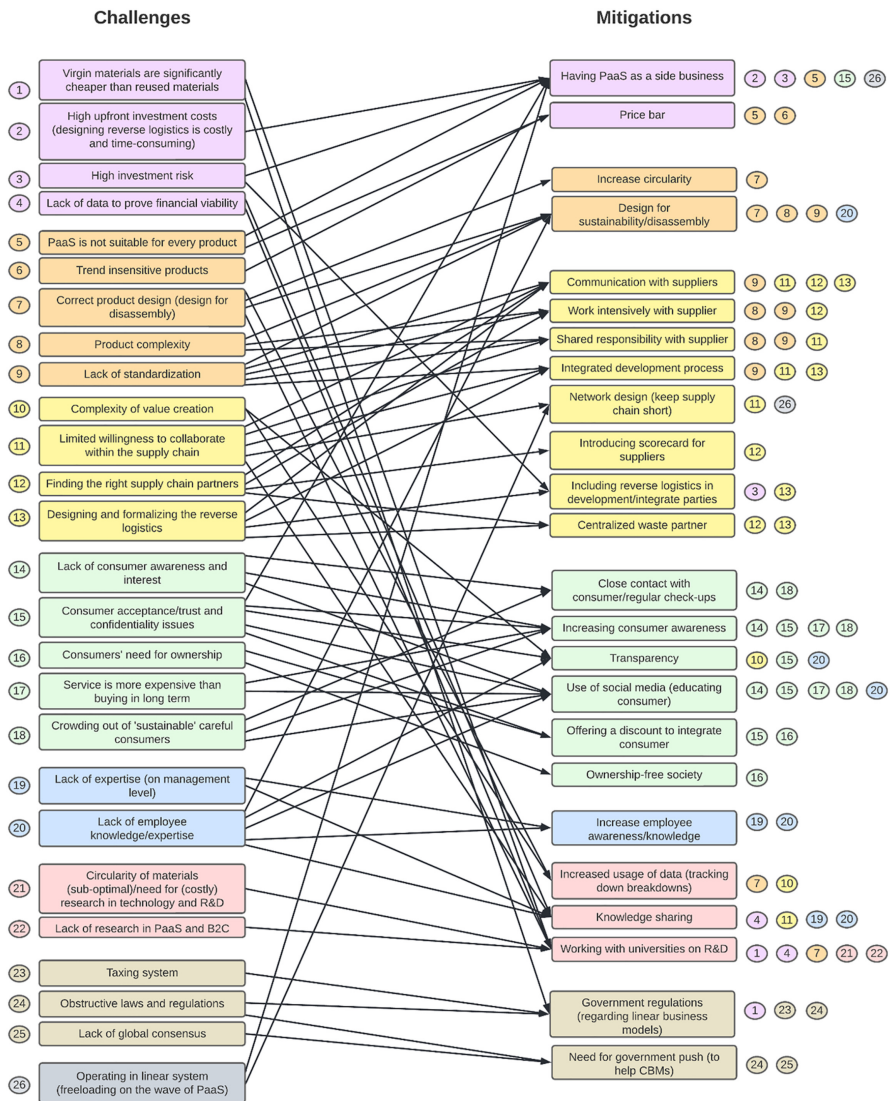 Challenges
Mitigations
1
Virgin materials are significantly
cheaper than reused materials
2
High upfront investment costs
(designing reverse logistics is costly
and time-consuming)
3
High investment risk
4
Lack of data to prove financial viability
5
PaaS is not suitable for every product
6
Trend insensitive products
7
Correct product design (design for
disassembly)
8
Product complexity
9
Lack of standardization
10
Complexity of value creation
11
Limited willingness to collaborate
within the supply chain
12
Finding the right supply chain partners
13
Designing and formalizing the reverse
logistics
14
Lack of consumer awareness and
interest
15
Consumer acceptance/trust and
confidentiality issues
16
Consumers' need for ownership
17
Service is more expensive than
buying in long term
18
Crowding out of 'sustainable' careful
consumers
19
Lack of expertise (on management
level)
20
Lack of employee
knowledge/expertise
21
Circularity of materials
(sub-optimal)/need for (costly)
research in technology and R&D
22
Lack of research in PaaS and B2C
23
Taxing system
24
Obstructive laws and regulations
25
Lack of global consensus
26
Operating in linear system
(freeloading on the wave of PaaS)
Having PaaS as a side business
2 3 5 15 26
Price bar
5 6
Increase circularity
7
Design for
sustainability/disassembly
7 8 9 20
Communication with suppliers
9 11 12 13
Work intensively with supplier
8 9 12
Shared responsibility with supplier
8 9 11
Integrated development process
9 11 13
Network design (keep supply
chain short)
11 26
Introducing scorecard for
suppliers
12
Including reverse logistics in
development/integrate parties
3 13
Centralized waste partner
12 13
Close contact with
consumer/regular check-ups
14 18
Increasing consumer awareness
14 15 17 18
Transparency
10 15 20
Use of social media (educating
consumer)
14 15 17 18 20
Offering a discount to integrate
consumer
15 16
Ownership-free society
16
Increase employee
awareness/knowledge
19 20
Increased usage of data (tracking
down breakdowns)
7 10
Knowledge sharing
4 11 19 20
Working with universities on R&D
1 4 7 21 22
Government regulations
(regarding linear business
models)
1 23 24
Need for government push (to
help CBMs)
24 25